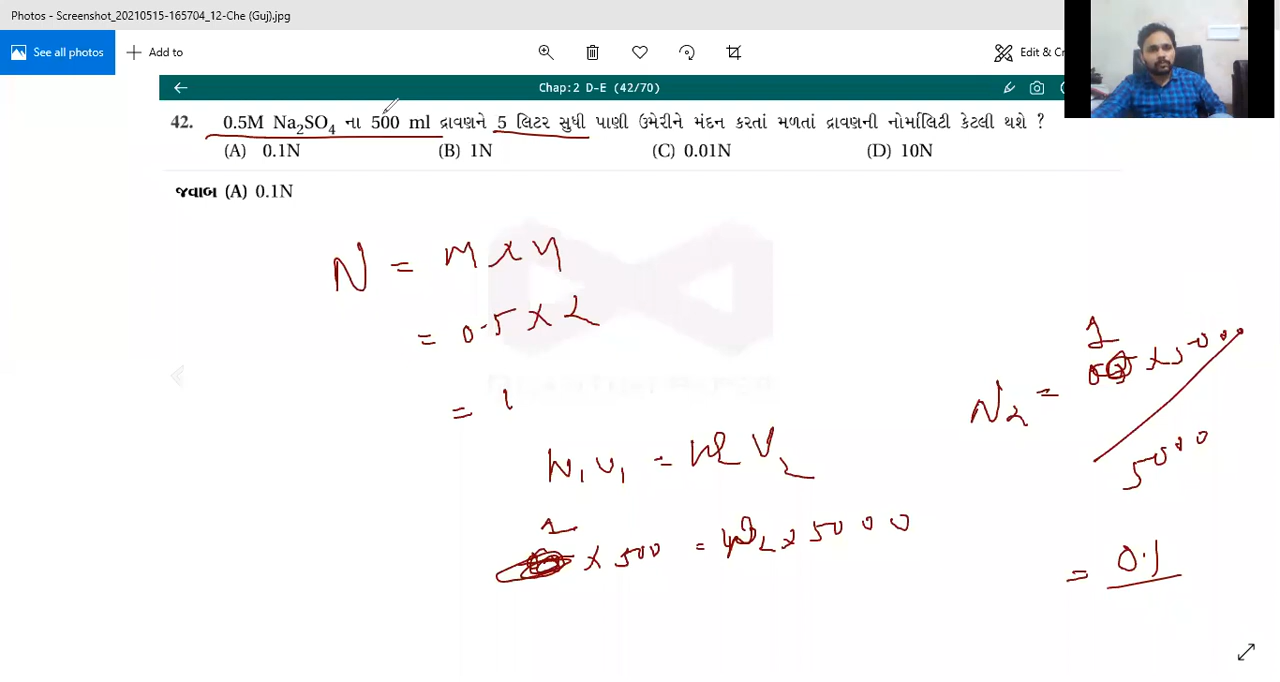 Photos - Screenshot_20210515-165704_12-Che (Guj).jpg
See all photos
Add to
Edit & Cr
Chap:2 D-E (42/70)
42. 0.5M Na₂SO₄ ના 500 ml દ્રાવણને 5 લિટર સુધી પાણી ઉમેરીને મંદન કરતાં મળતાં દ્રાવણની નોર્માલિટી કેટલી થશે ?
(A) 0.1N (B) 1N (C) 0.01N (D) 10N
જવાબ (A) 0.1N
N = M x n
= 0.5 x 2
= 1
N₁V₁ = N₂V₂
1 x 500 = N₂ x 5000
N₂ = 1 x 500
5000
= 0.1